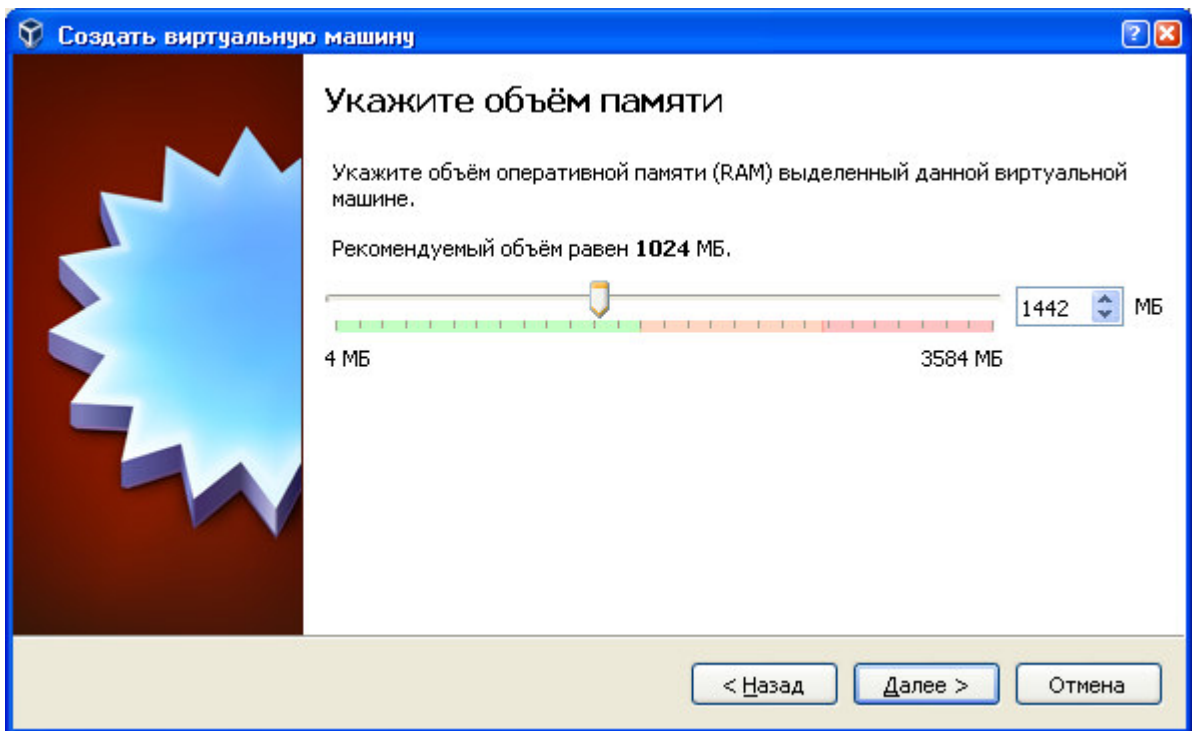 Создать виртуальную машину
Укажите объём памяти
Укажите объём оперативной памяти (RAM) выделенный данной виртуальной
машине.
Рекомендуемый объём равен 1024 МБ.
1442 МБ
4 МБ 3584 МБ
< Назад Далее > Отмена